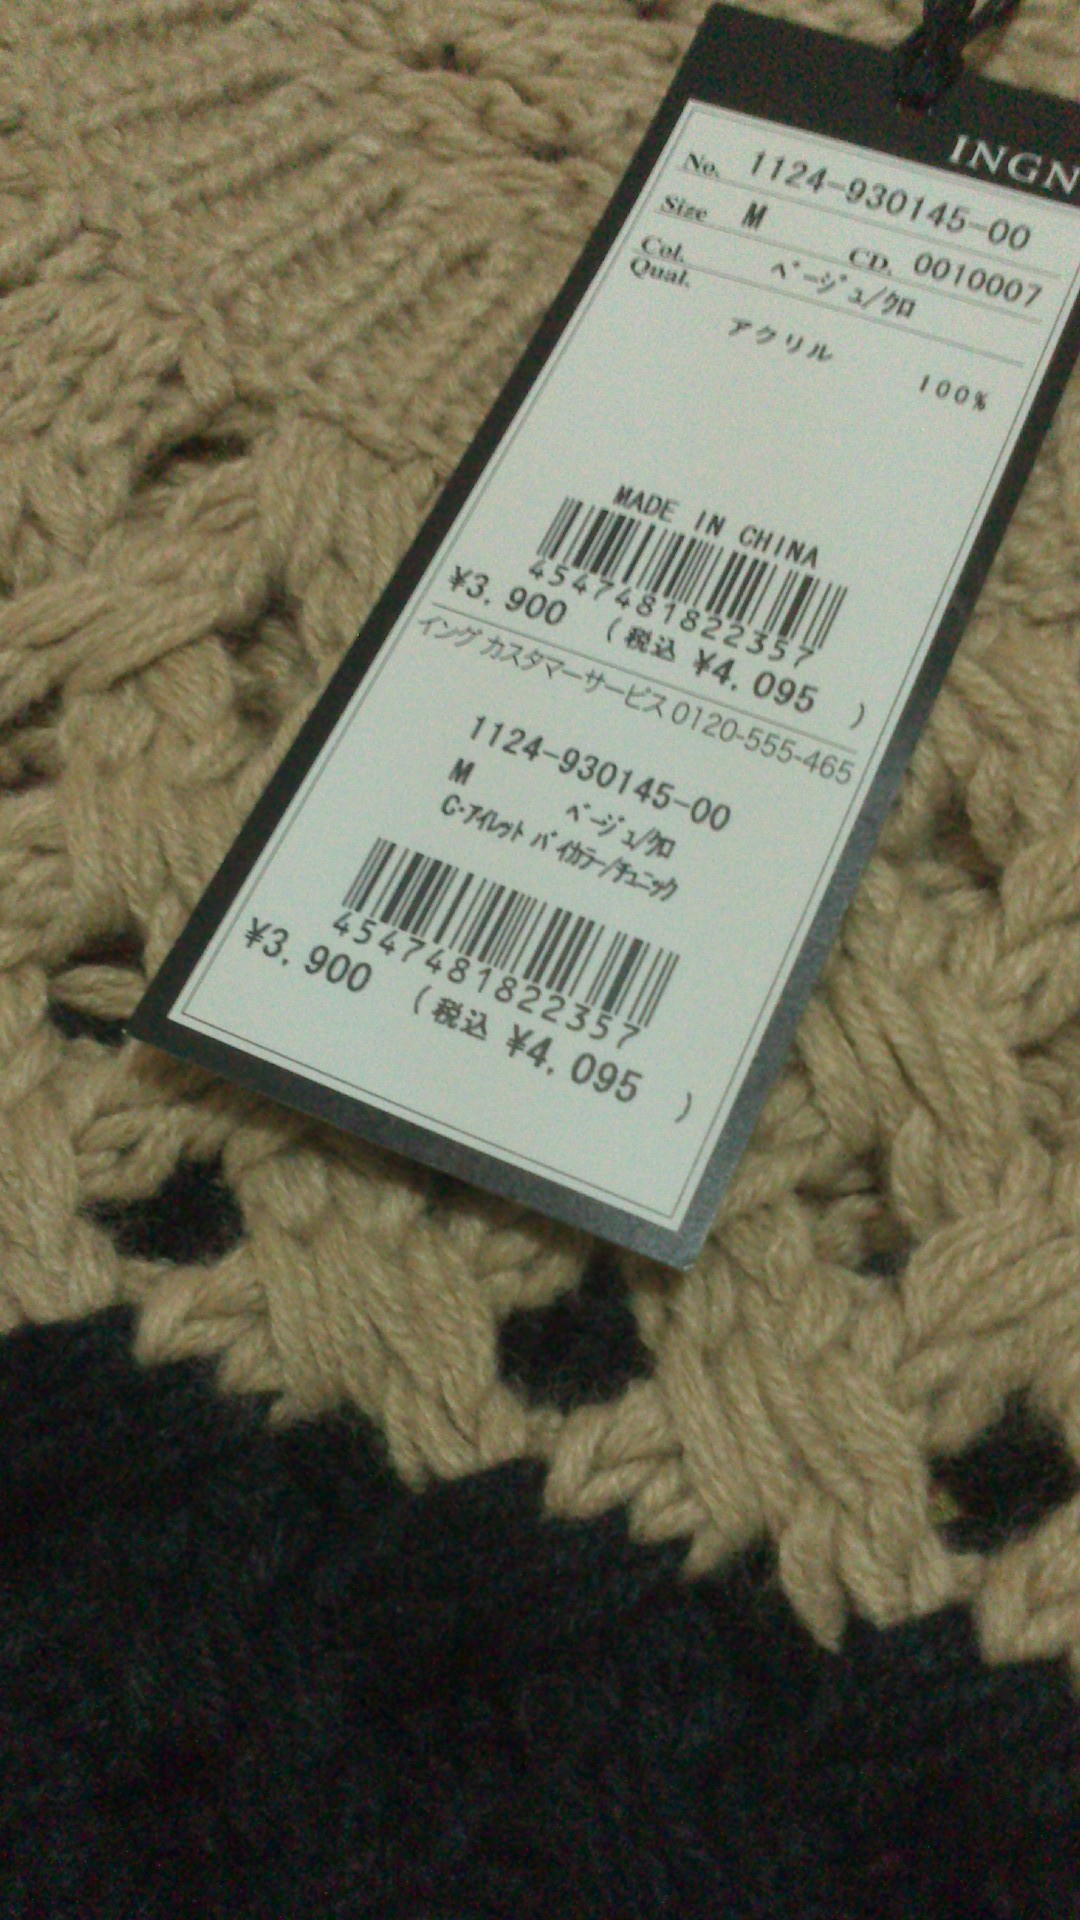 INGN
No. 1124-930145-00
Size M CD. 0010007
Col. ベージュ/クロ
Qual.
アクリル 100%
MADE IN CHINA
4547481822357
¥3,900 (税込 ¥4,095 )
イング カスタマーサービス 0120-555-465
1124-930145-00
M ベージュ/クロ
C・アイレット バイカラー/チュニック
4547481822357
¥3,900 (税込 ¥4,095 )